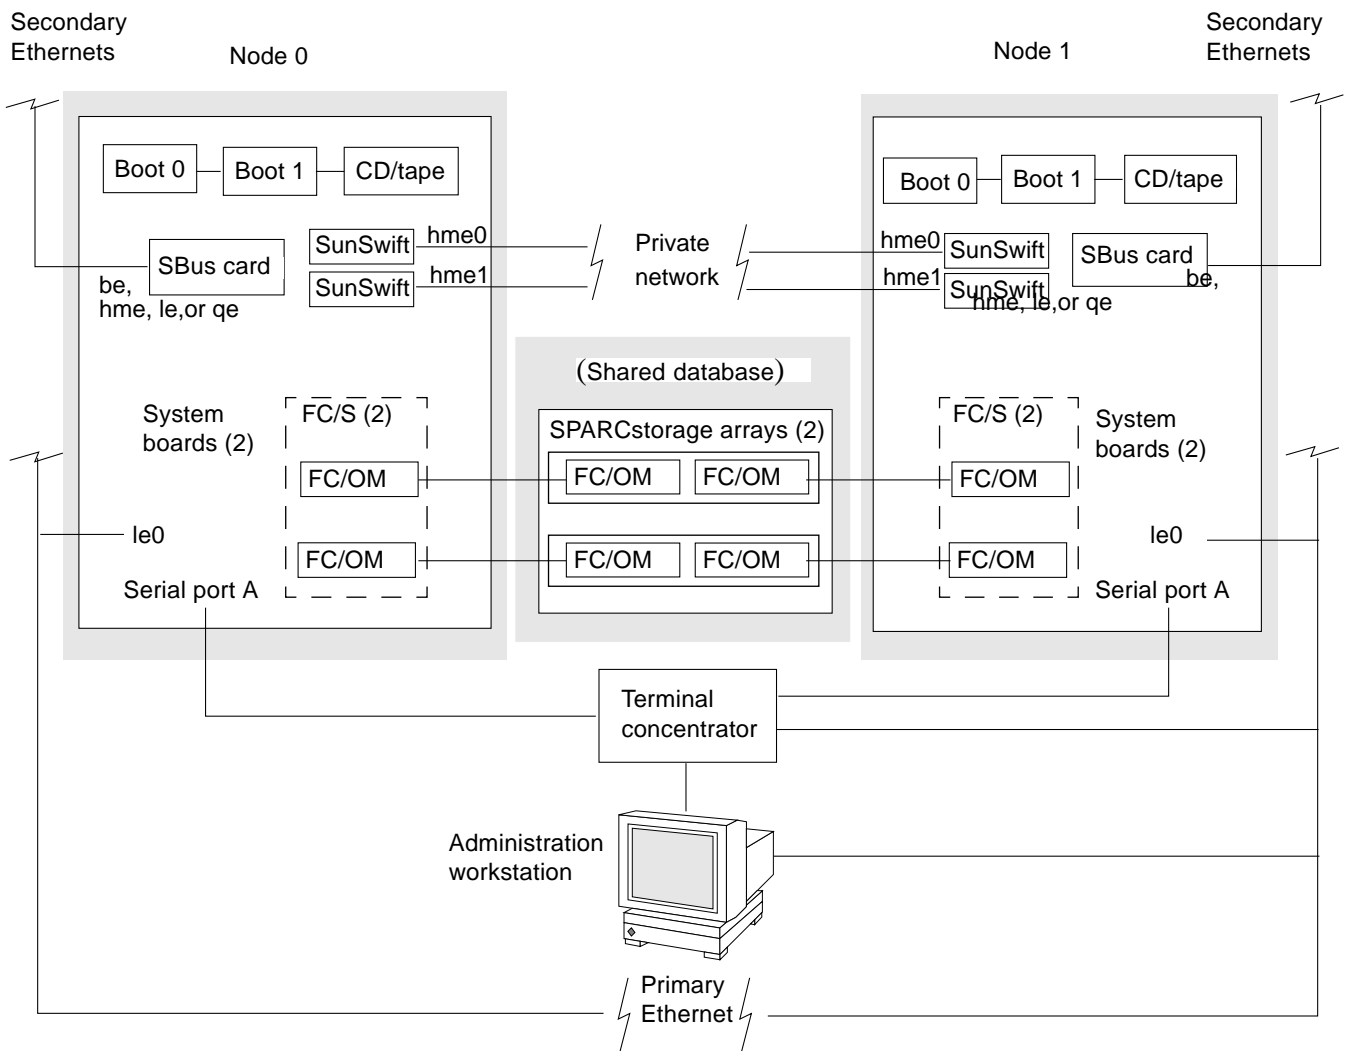 Secondary
Ethernets
Node 0
Node 1
Secondary
Ethernets
Boot 0
Boot 1
CD/tape
Boot 0
Boot 1
CD/tape
SBus card
be,
hme, le,or qe
SunSwift
hme0
SunSwift
hme1
Private
network
hme0
SunSwift
hme1
SunSwift
SBus card
be,
hme, le,or qe
(Shared database)
System
boards (2)
FC/S (2)
FC/OM
FC/OM
SPARCstorage arrays (2)
FC/OM
FC/OM
FC/OM
FC/OM
FC/S (2)
FC/OM
FC/OM
System
boards (2)
le0
Serial port A
le0
Serial port A
Terminal
concentrator
Administration
workstation
Primary
Ethernet